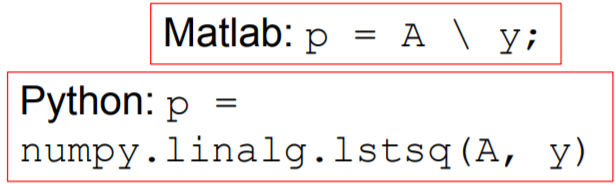 Matlab: p = A \ y;
Python: p =
numpy.linalg.lstsq(A, y)